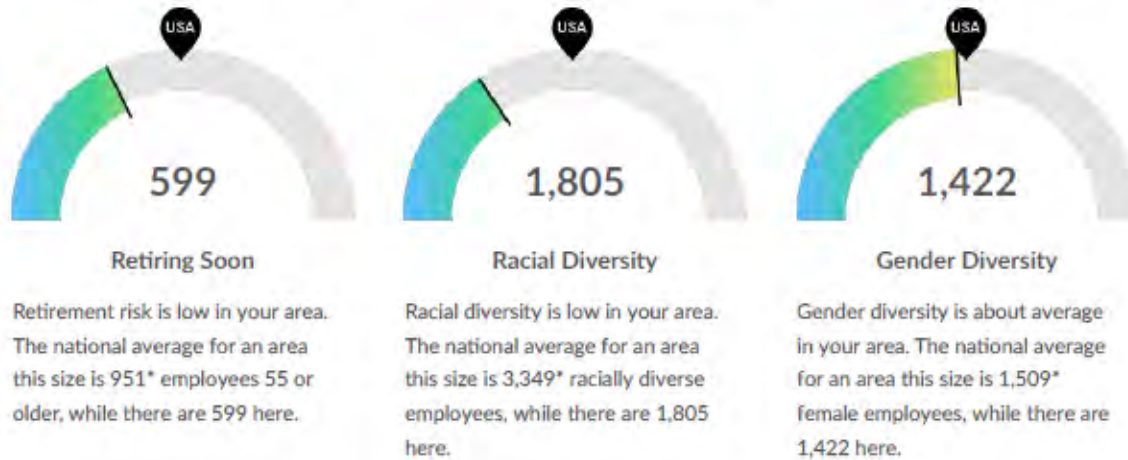 USA
599
Retiring Soon
Retirement risk is low in your area.
The national average for an area
this size is 951* employees 55 or
older, while there are 599 here.
USA
1,805
Racial Diversity
Racial diversity is low in your area.
The national average for an area
this size is 3,349* racially diverse
employees, while there are 1,805
here.
USA
1,422
Gender Diversity
Gender diversity is about average
in your area. The national average
for an area this size is 1,509*
female employees, while there are
1,422 here.